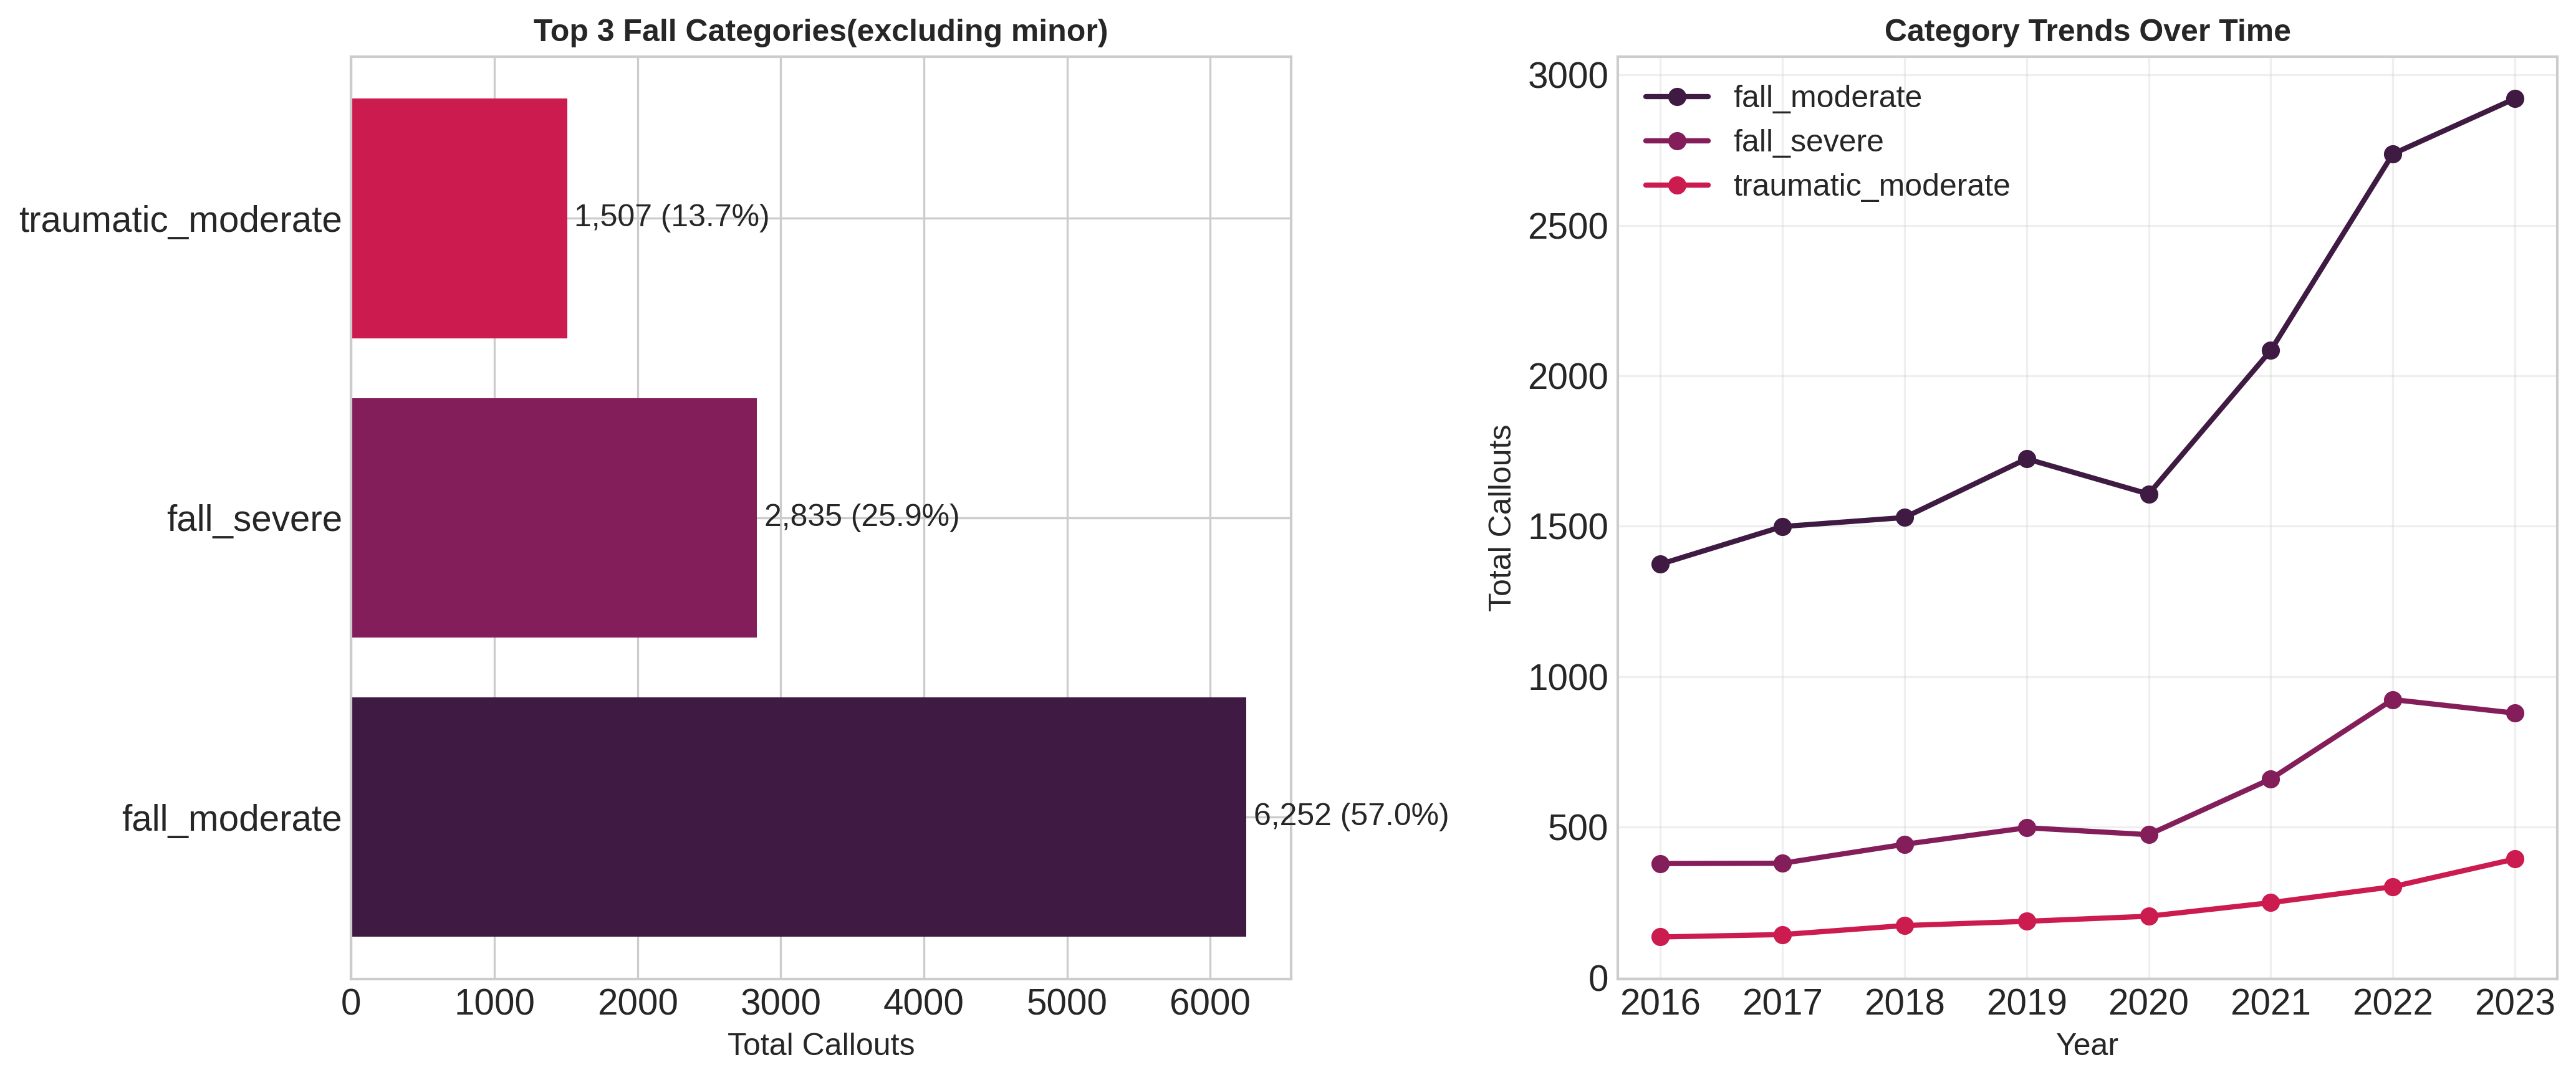 Top 3 Fall Categories(excluding minor)
traumatic_moderate
1,507 (13.7%)
fall_severe
2,835 (25.9%)
fall_moderate
6,252 (57.0%)
0 1000 2000 3000 4000 5000 6000
Total Callouts
Category Trends Over Time
fall_moderate
fall_severe
traumatic_moderate
Total Callouts
3000
2500
2000
1500
1000
500
0
2016 2017 2018 2019 2020 2021 2022 2023
Year